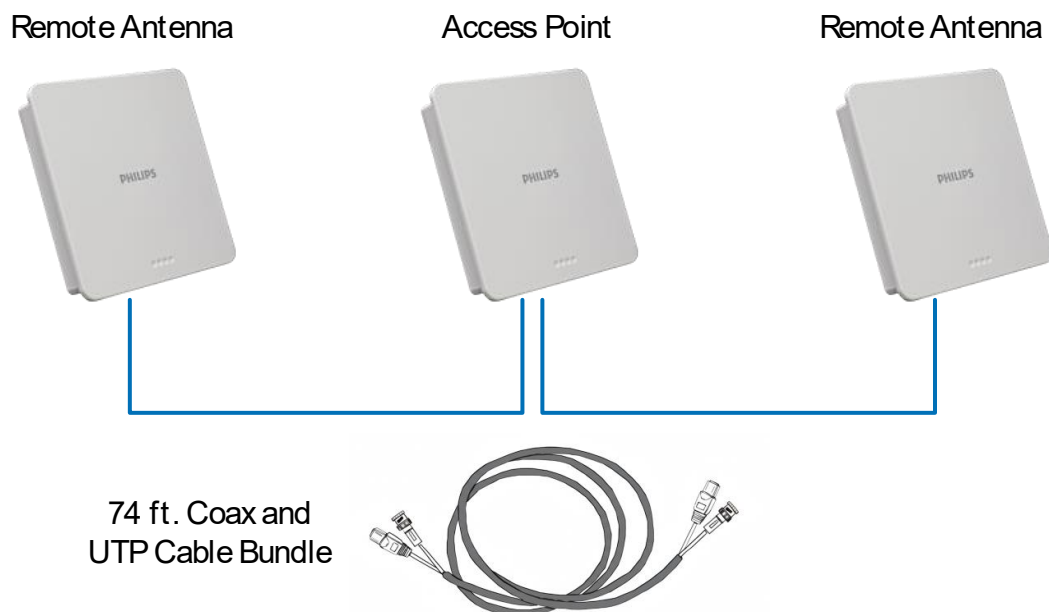 Remote Antenna
Access Point
Remote Antenna
PHILIPS
PHILIPS
PHILIPS
74 ft. Coax and
UTP Cable Bundle